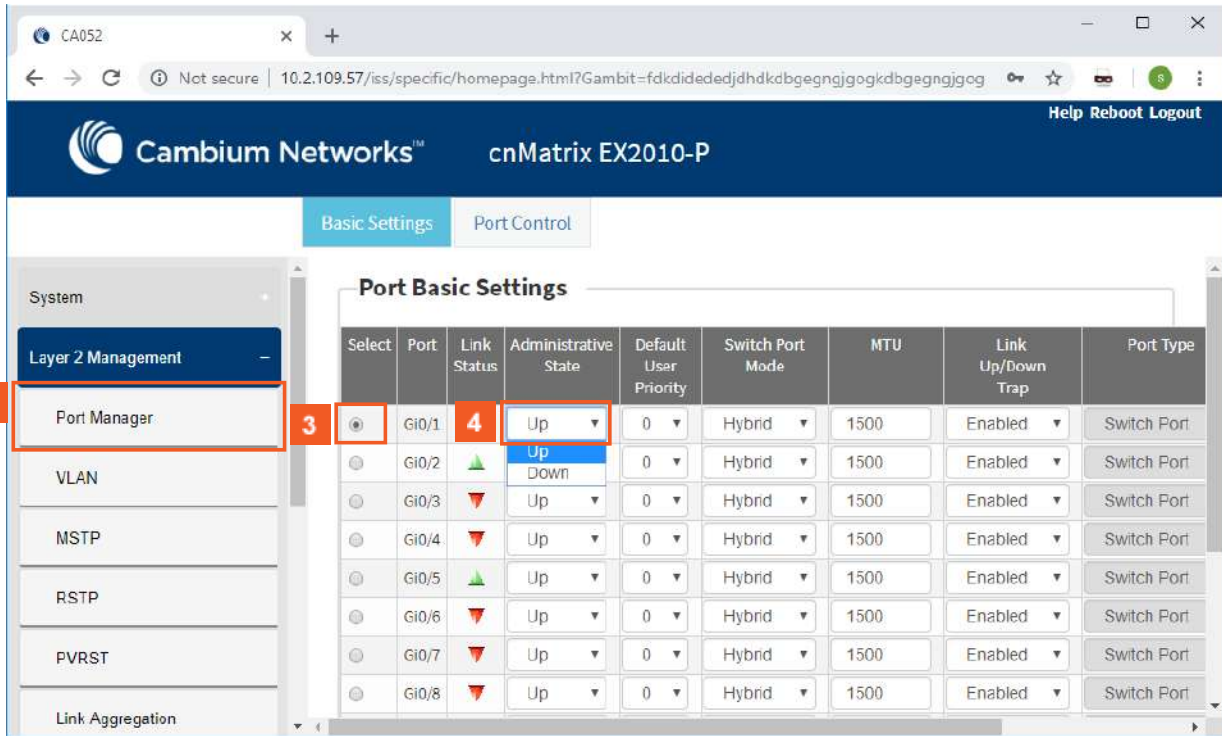 CA052
Not secure | 10.2.109.57/iss/specific/homepage.html?Gambit=fdkdidededjdhdkdbgegngjgogkdbgegngjgog
Help Reboot Logout
Cambium Networks™ cnMatrix EX2010-P
Basic Settings Port Control
System
Layer 2 Management
Port Manager
VLAN
MSTP
RSTP
PVRST
Link Aggregation
Port Basic Settings
Select Port Link Status Administrative State Default User Priority Switch Port Mode MTU Link Up/Down Trap Port Type
3 Gi0/1 4 Up 0 Hybrid 1500 Enabled Switch Port
Up
Down
Gi0/2 0 Hybrid 1500 Enabled Switch Port
Gi0/3 Up 0 Hybrid 1500 Enabled Switch Port
Gi0/4 Up 0 Hybrid 1500 Enabled Switch Port
Gi0/5 Up 0 Hybrid 1500 Enabled Switch Port
Gi0/6 Up 0 Hybrid 1500 Enabled Switch Port
Gi0/7 Up 0 Hybrid 1500 Enabled Switch Port
Gi0/8 Up 0 Hybrid 1500 Enabled Switch Port